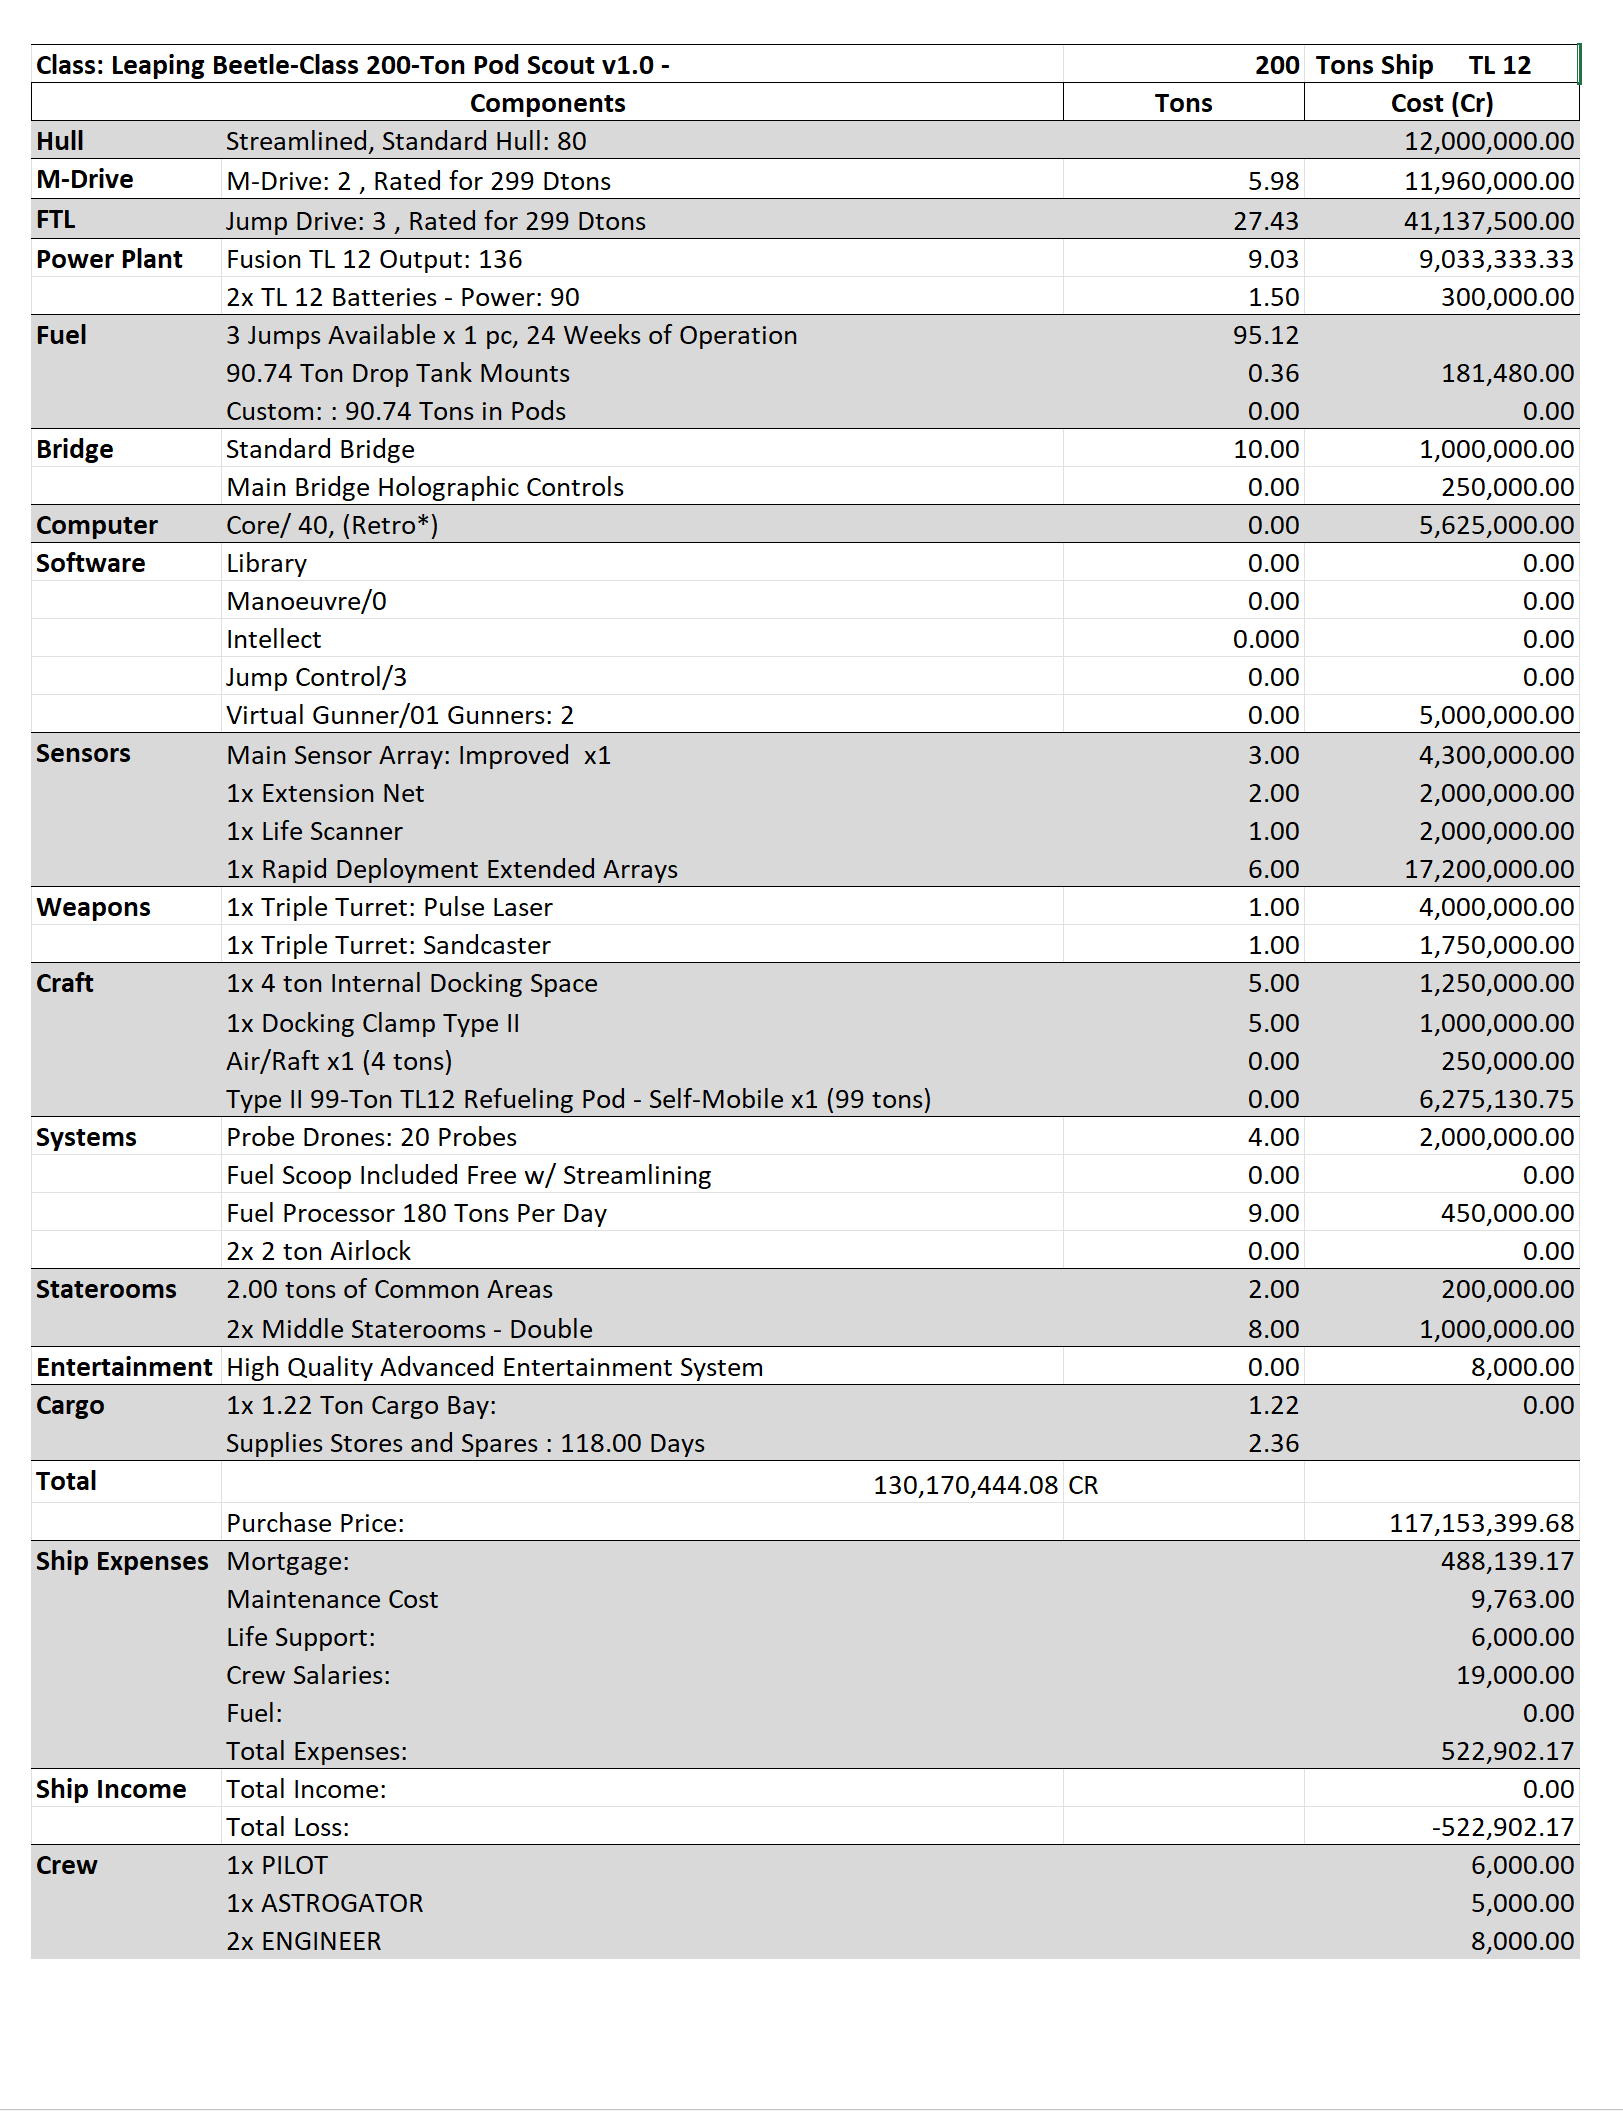 Class: Leaping Beetle-Class 200-Ton Pod Scout v1.0 - 200 Tons Ship TL 12
Components Tons Cost (Cr)
Hull Streamlined, Standard Hull: 80 12,000,000.00
M-Drive M-Drive: 2 , Rated for 299 Dtons 5.98 11,960,000.00
FTL Jump Drive: 3 , Rated for 299 Dtons 27.43 41,137,500.00
Power Plant Fusion TL 12 Output: 136 9.03 9,033,333.33
2x TL 12 Batteries - Power: 90 1.50 300,000.00
Fuel 3 Jumps Available x 1 pc, 24 Weeks of Operation 95.12
90.74 Ton Drop Tank Mounts 0.36 181,480.00
Custom: : 90.74 Tons in Pods 0.00 0.00
Bridge Standard Bridge 10.00 1,000,000.00
Main Bridge Holographic Controls 0.00 250,000.00
Computer Core/ 40, (Retro*) 0.00 5,625,000.00
Software Library 0.00 0.00
Manoeuvre/0 0.00 0.00
Intellect 0.000 0.00
Jump Control/3 0.00 0.00
Virtual Gunner/01 Gunners: 2 0.00 5,000,000.00
Sensors Main Sensor Array: Improved x1 3.00 4,300,000.00
1x Extension Net 2.00 2,000,000.00
1x Life Scanner 1.00 2,000,000.00
1x Rapid Deployment Extended Arrays 6.00 17,200,000.00
Weapons 1x Triple Turret: Pulse Laser 1.00 4,000,000.00
1x Triple Turret: Sandcaster 1.00 1,750,000.00
Craft 1x 4 ton Internal Docking Space 5.00 1,250,000.00
1x Docking Clamp Type II 5.00 1,000,000.00
Air/Raft x1 (4 tons) 0.00 250,000.00
Type II 99-Ton TL12 Refueling Pod - Self-Mobile x1 (99 tons) 0.00 6,275,130.75
Systems Probe Drones: 20 Probes 4.00 2,000,000.00
Fuel Scoop Included Free w/ Streamlining 0.00 0.00
Fuel Processor 180 Tons Per Day 9.00 450,000.00
2x 2 ton Airlock 0.00 0.00
Staterooms 2.00 tons of Common Areas 2.00 200,000.00
2x Middle Staterooms - Double 8.00 1,000,000.00
Entertainment High Quality Advanced Entertainment System 0.00 8,000.00
Cargo 1x 1.22 Ton Cargo Bay: 1.22 0.00
Supplies Stores and Spares : 118.00 Days 2.36
Total 130,170,444.08 CR
Purchase Price: 117,153,399.68
Ship Expenses Mortgage: 488,139.17
Maintenance Cost 9,763.00
Life Support: 6,000.00
Crew Salaries: 19,000.00
Fuel: 0.00
Total Expenses: 522,902.17
Ship Income Total Income: 0.00
Total Loss: -522,902.17
Crew 1x PILOT 6,000.00
1x ASTROGATOR 5,000.00
2x ENGINEER 8,000.00